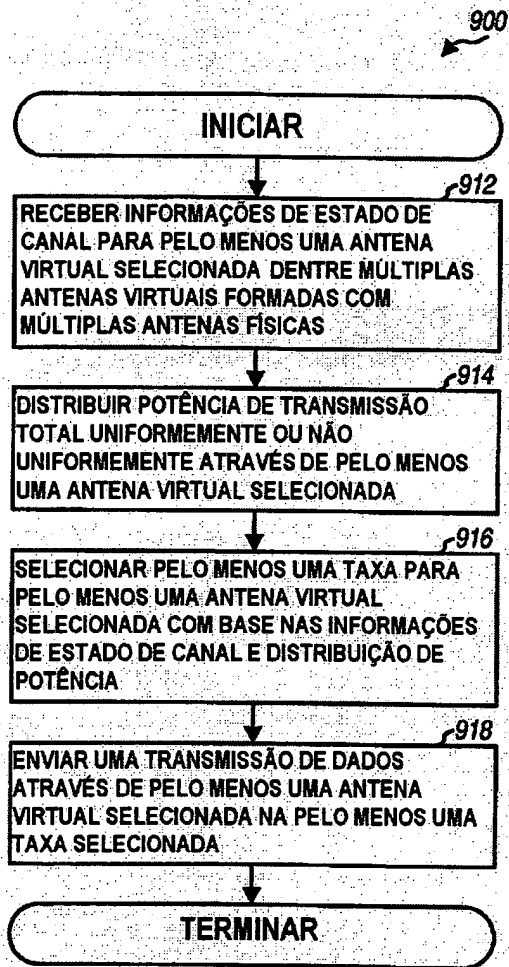 900
INICIAR
912
RECEBER INFORMAÇÕES DE ESTADO DE
CANAL PARA PELO MENOS UMA ANTENA
VIRTUAL SELECIONADA DENTRE MÚLTIPLAS
ANTENAS VIRTUAIS FORMADAS COM
MÚLTIPLAS ANTENAS FÍSICAS
914
DISTRIBUIR POTÊNCIA DE TRANSMISSÃO
TOTAL UNIFORMEMENTE OU NÃO
UNIFORMEMENTE ATRAVÉS DE PELO MENOS
UMA ANTENA VIRTUAL SELECIONADA
916
SELECIONAR PELO MENOS UMA TAXA PARA
PELO MENOS UMA ANTENA VIRTUAL
SELECIONADA COM BASE NAS INFORMAÇÕES
DE ESTADO DE CANAL E DISTRIBUIÇÃO DE
POTÊNCIA
918
ENVIAR UMA TRANSMISSÃO DE DADOS
ATRAVÉS DE PELO MENOS UMA ANTENA
VIRTUAL SELECIONADA NA PELO MENOS UMA
TAXA SELECIONADA
TERMINAR